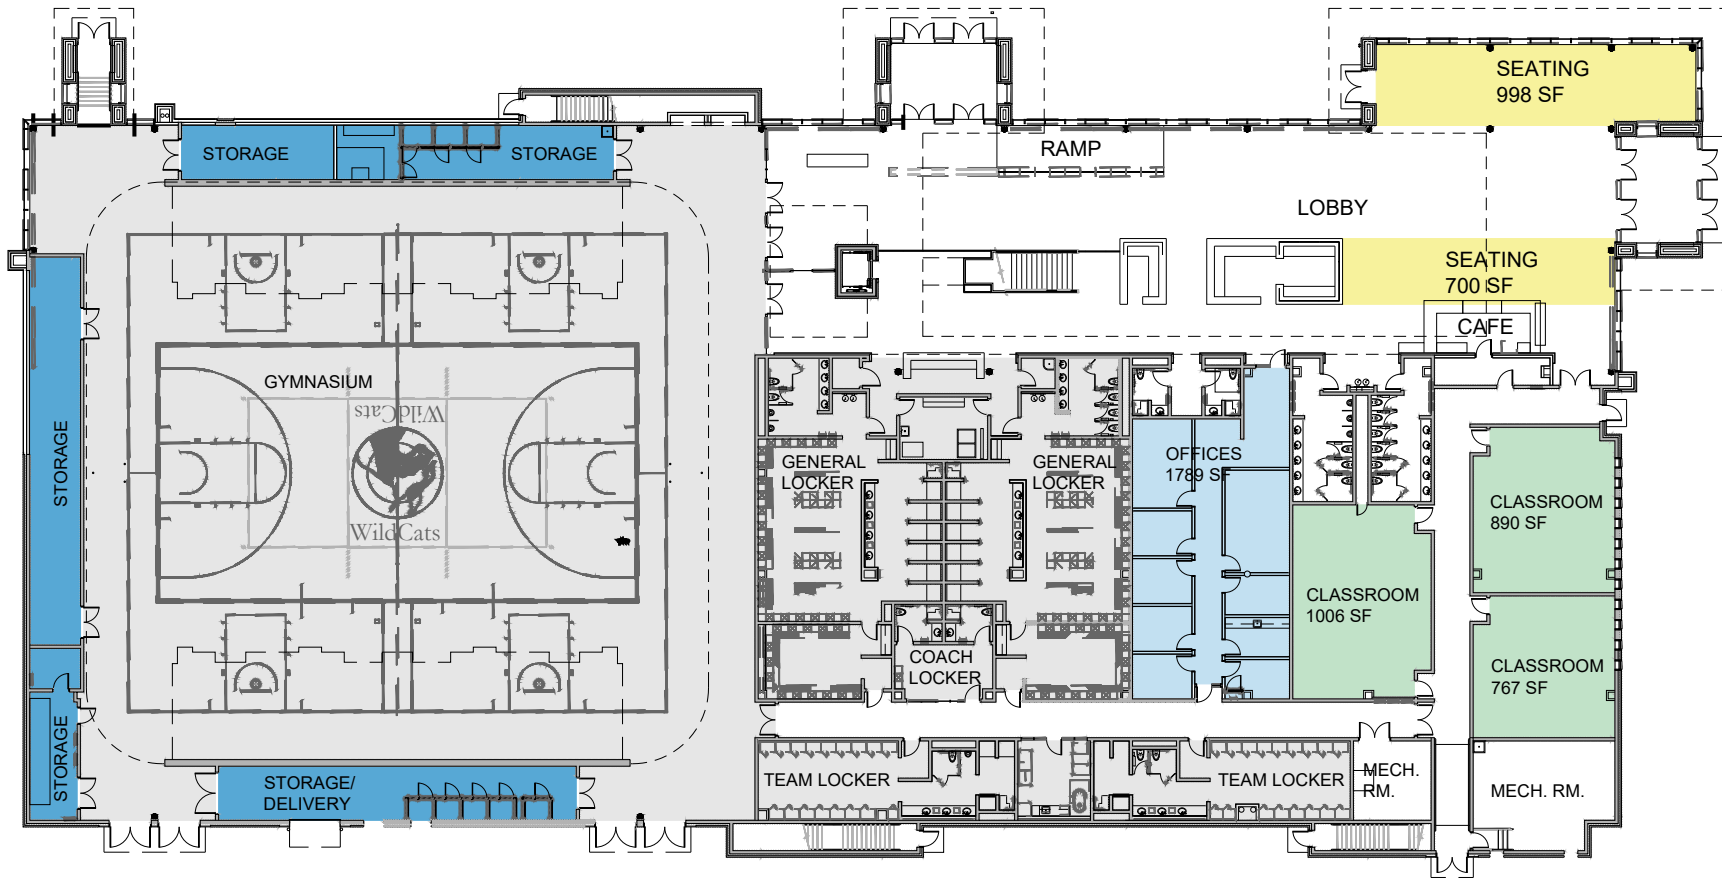 SEATING
998 SF
STORAGE
STORAGE
RAMP
LOBBY
SEATING
700 SF
CAFE
GYMNASIUM
WildCats
WildCats
STORAGE
GENERAL
LOCKER
GENERAL
LOCKER
OFFICES
1789 SF
CLASSROOM
890 SF
CLASSROOM
1006 SF
COACH
LOCKER
CLASSROOM
767 SF
STORAGE
STORAGE/
DELIVERY
TEAM LOCKER
TEAM LOCKER
MECH.
RM.
MECH. RM.